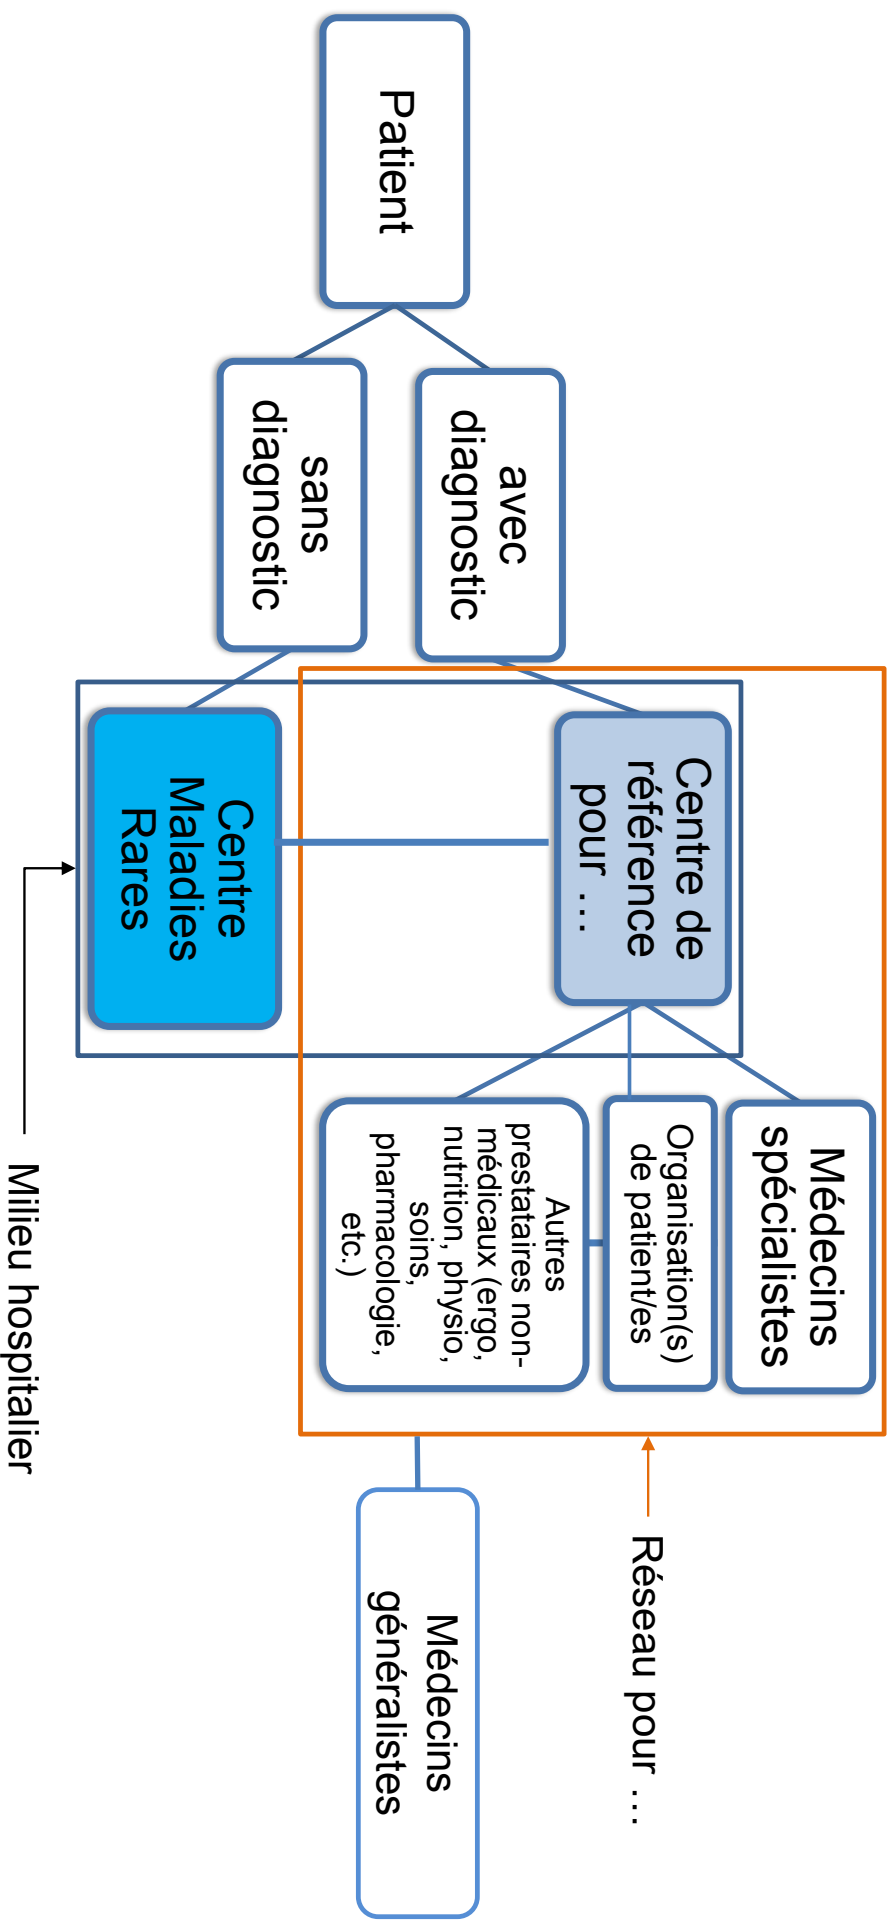 Patient
avec
diagnostic
sans
diagnostic
Centre de
référence
pour …
Centre
Maladies
Rares
Médecins
spécialistes
Organisation(s)
de patient/es
Autres
prestataires non-
médicaux (ergo,
nutrition, physio,
soins,
pharmacologie,
etc.)
Réseau pour …
Médecins
généralistes
Milieu hospitalier